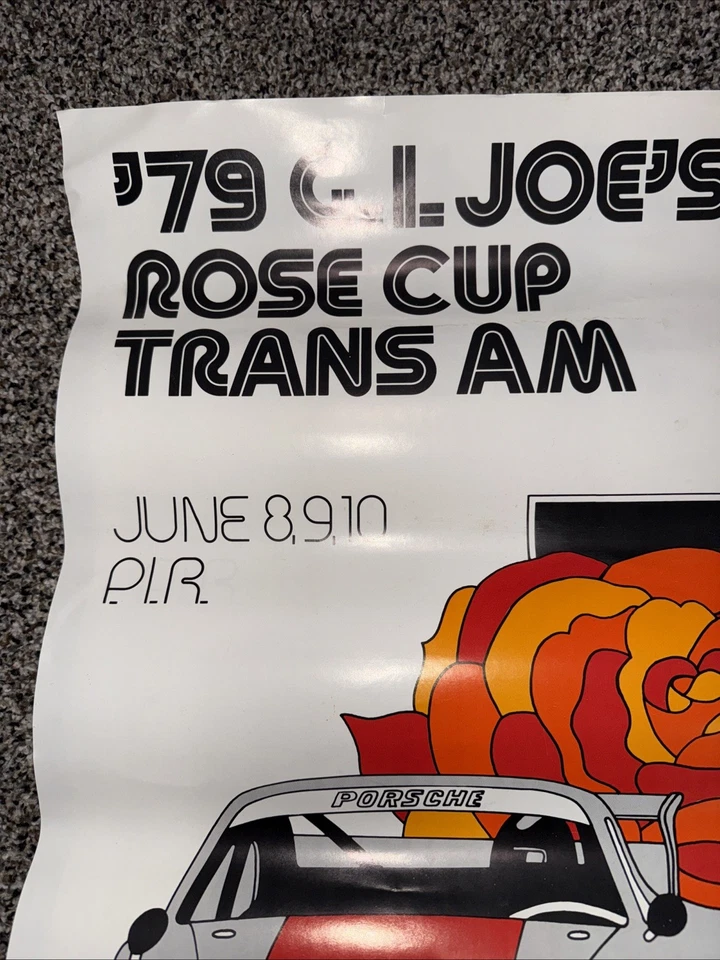 '79 G.I. JOE'S
ROSE CUP
TRANS AM
JUNE 8,9,10
P.I.R.
PORSCHE